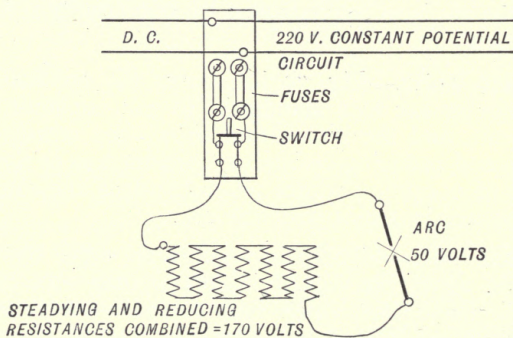 D. C. 220 V. CONSTANT POTENTIAL
CIRCUIT
FUSES
SWITCH
ARC
50 VOLTS
STEADYING AND REDUCING
RESISTANCES COMBINED = 170 VOLTS